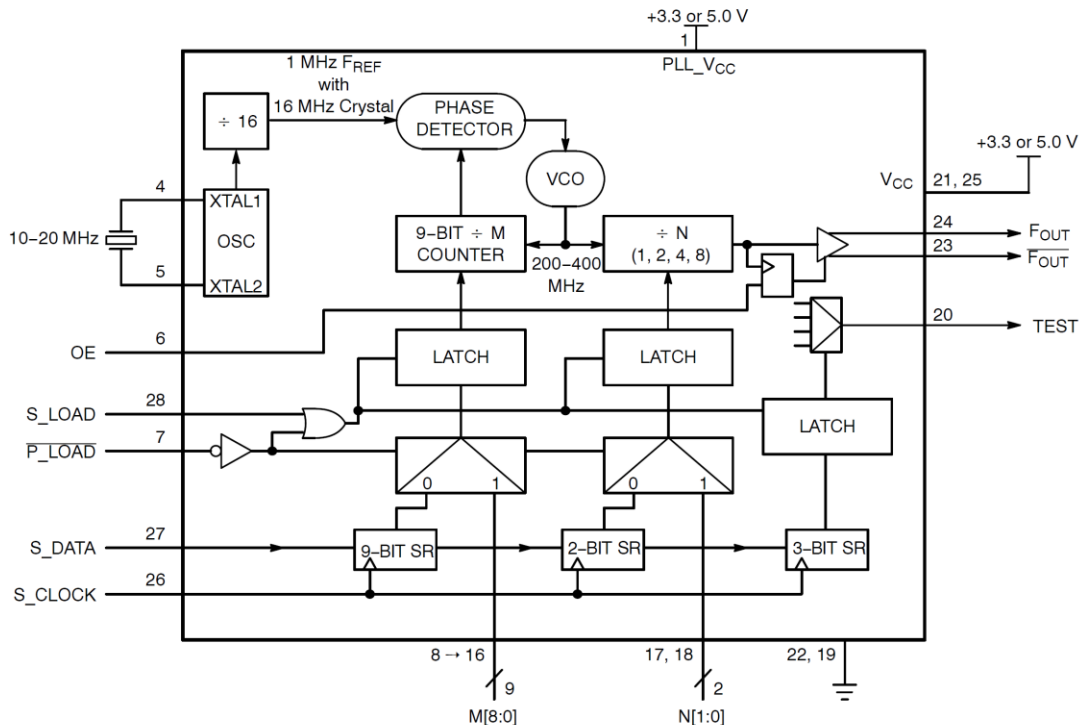 +3.3 or 5.0 V
1
PLL_VCC
1 MHz FREF
with
16 MHz Crystal
÷ 16
PHASE
DETECTOR
VCO
+3.3 or 5.0 V
VCC
21, 25
4
XTAL1
OSC
XTAL2
10−20 MHz
5
9−BIT ÷ M
COUNTER
200−400
MHz
÷ N
(1, 2, 4, 8)
24
FOUT
23
FOUT
20
TEST
6
OE
LATCH
LATCH
LATCH
28
S_LOAD
7
P_LOAD
0
1
0
1
27
S_DATA
9−BIT SR
2−BIT SR
3−BIT SR
26
S_CLOCK
8 → 16
17, 18
22, 19
9
2
M[8:0]
N[1:0]